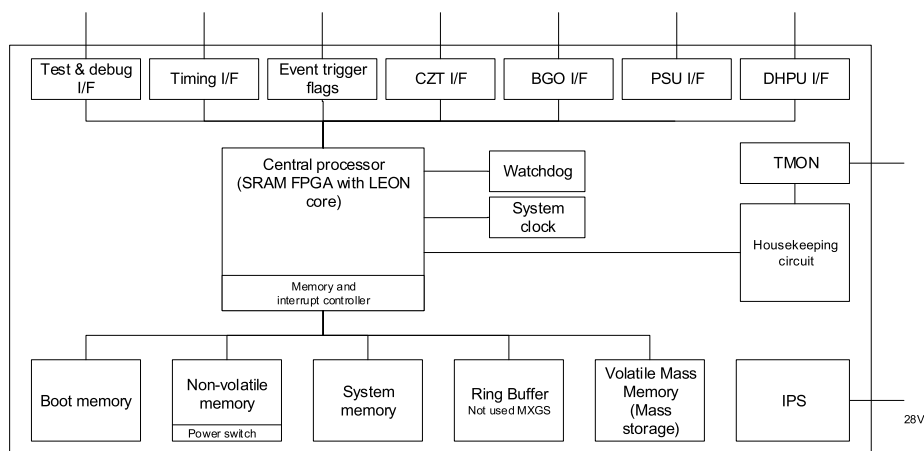 Test & debug
I/F
Timing I/F
Event trigger
flags
CZT I/F
BGO I/F
PSU I/F
DHPU I/F
Central processor
(SRAM FPGA with LEON
core)
Watchdog
System
clock
TMON
Housekeeping
circuit
Memory and
interrupt controller
Boot memory
Non-volatile
memory
Power switch
System
memory
Ring Buffer
Not used MXGS
Volatile Mass
Memory
(Mass
storage)
IPS
28V